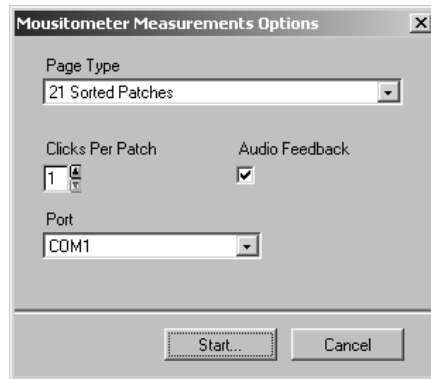 Mousitometer Measurements Options
Page Type
21 Sorted Patches
Clicks Per Patch Audio Feedback
1
Port
COM1
Start... Cancel